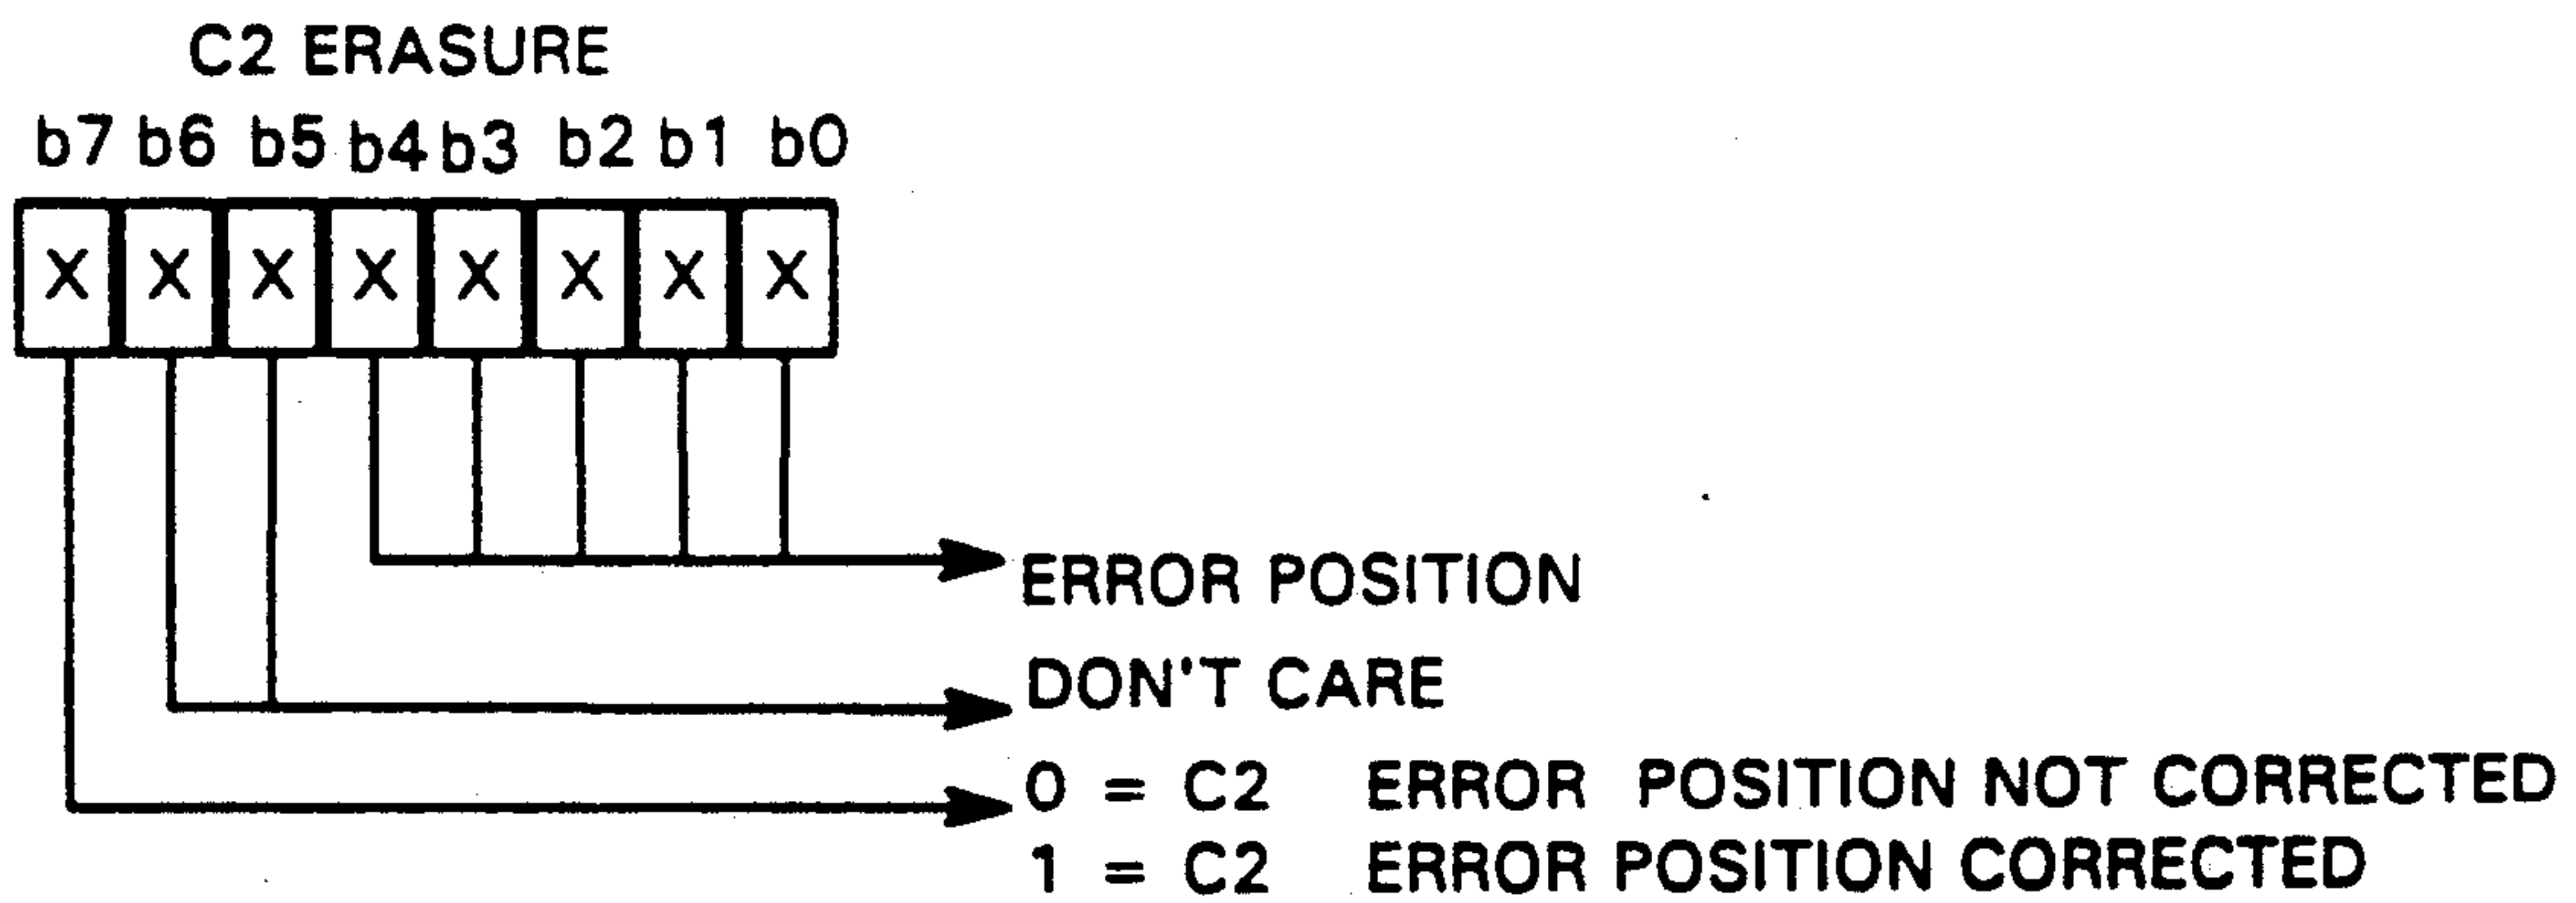 C2 ERASURE
b7 b6 b5 b4 b3 b2 b1 b0
X X X X X X X X
ERROR POSITION
DON'T CARE
0 = C2 ERROR POSITION NOT CORRECTED
1 = C2 ERROR POSITION CORRECTED